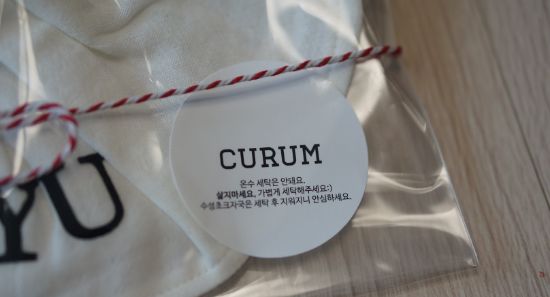 CURUM
온수 세탁은 안돼요.
삶지마세요, 가볍게 세탁해주세요:)
수성초크자국은 세탁 후 지워지니 안심하세요.
YU